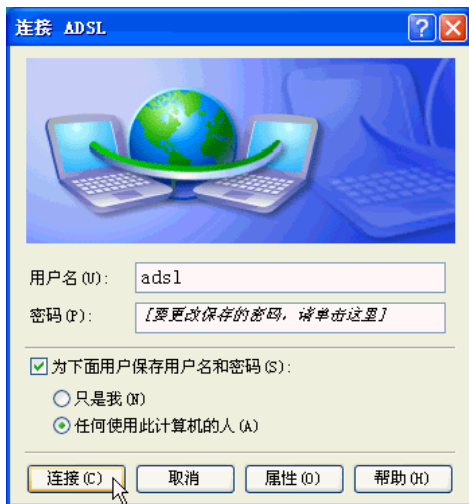 连接 ADSL
用户名(U): adsl
密码(P): [要更改保存的密码，请单击这里]
为下面用户保存用户名和密码(S):
只是我(N)
任何使用此计算机的人(A)
连接(C) 取消 属性(O) 帮助(H)